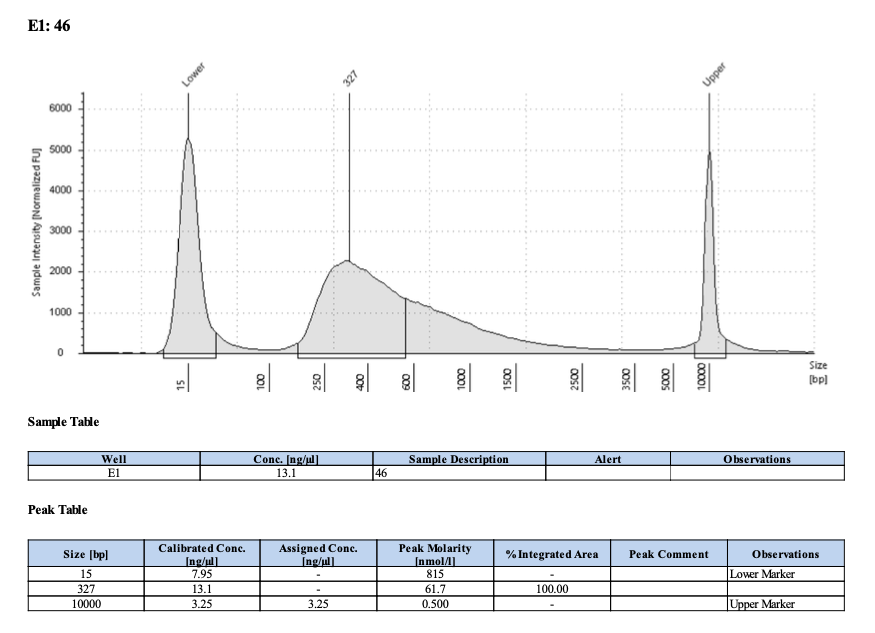 E1: 46
Lower
327
Upper
Sample Intensity [Normalized FU]
6000
5000
4000
3000
2000
1000
0
15
100
250
400
600
1000
1500
2500
3500
5000
10000
Size
[bp]
Sample Table
Well Conc. [ng/µl] Sample Description Alert Observations
E1 13.1 46
Peak Table
Size [bp] Calibrated Conc. [ng/µl] Assigned Conc. [ng/µl] Peak Molarity [nmol/l] % Integrated Area Peak Comment Observations
15 7.95 - 815 - Lower Marker
327 13.1 - 61.7 100.00
10000 3.25 3.25 0.500 - Upper Marker